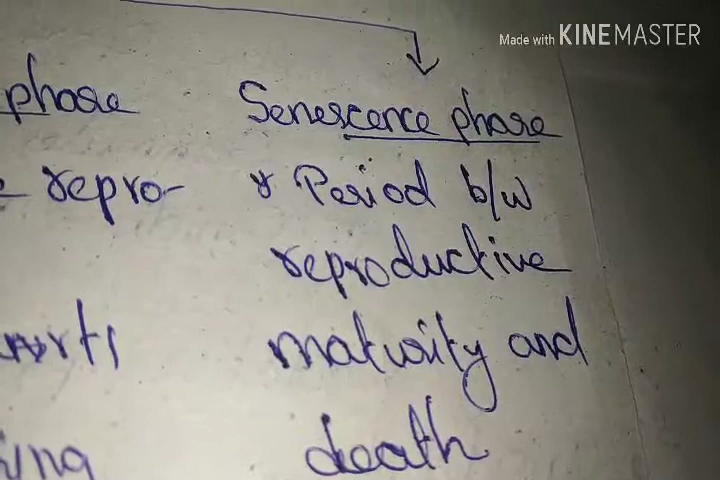 Made with KINEMASTER
phase
Senescence phase
repro-
* Period b/w
reproductive
maturity and
death